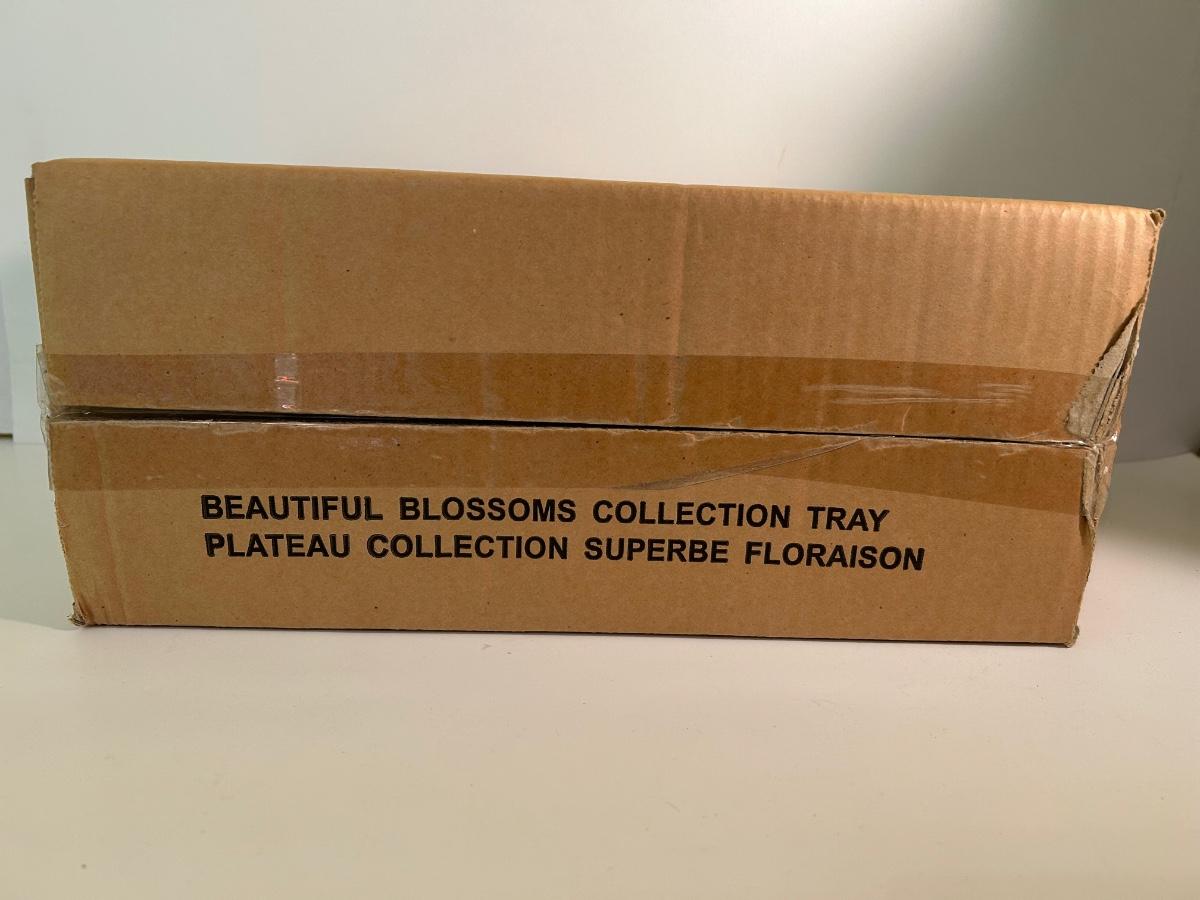 BEAUTIFUL BLOSSOMS COLLECTION TRAY
PLATEAU COLLECTION SUPERBE FLORAISON